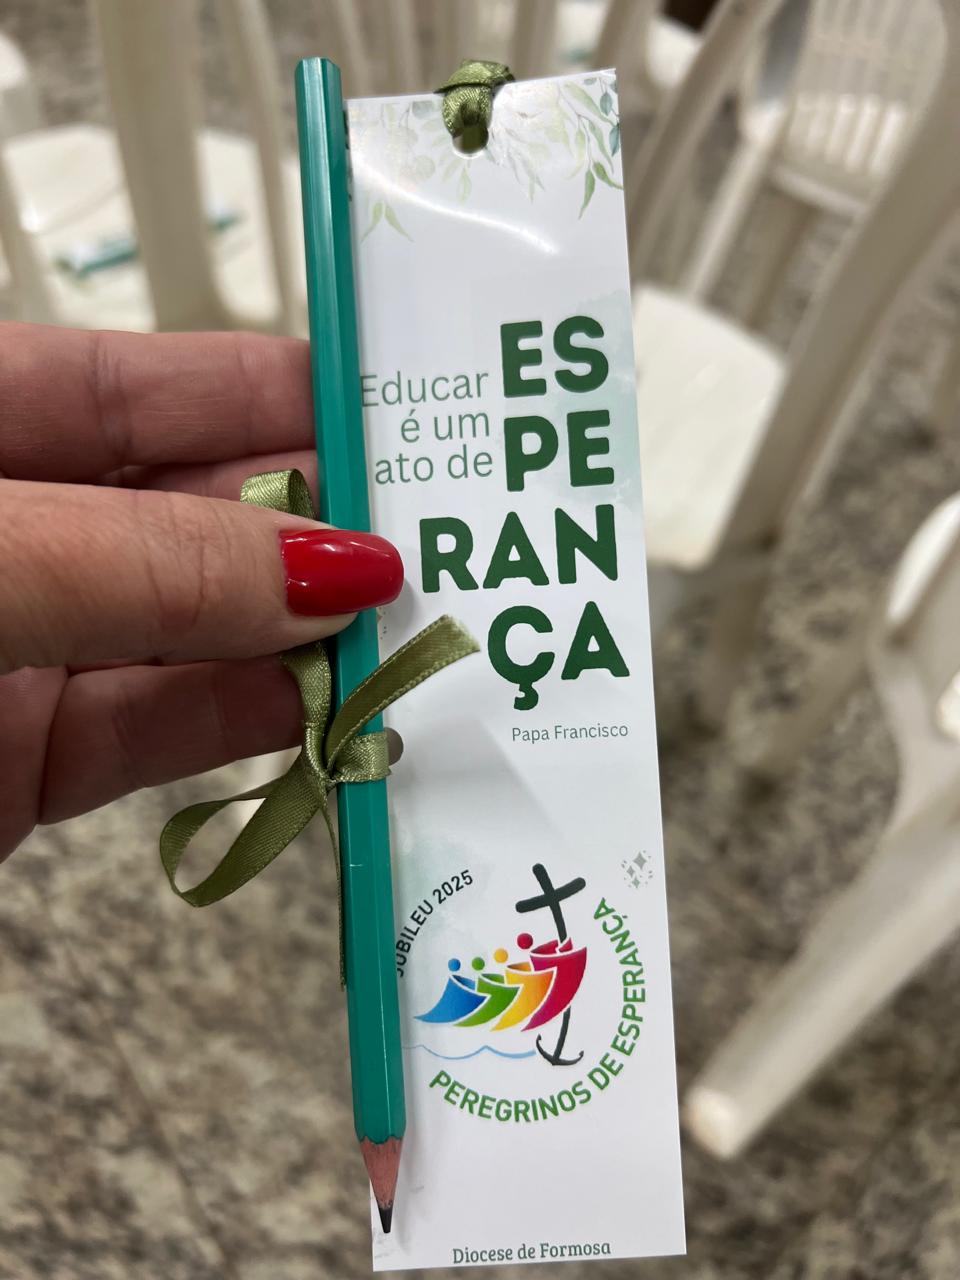 Educar
é um
ato de
ES
PE
RAN
ÇA
Papa Francisco
JUBILEU 2025
PEREGRINOS DE ESPERANÇA
Diocese de Formosa